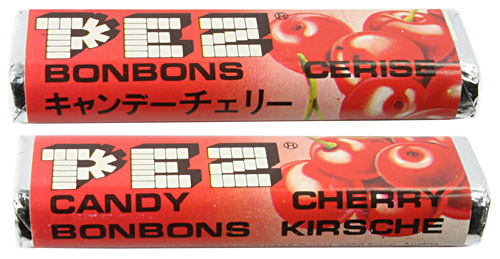 PEZ®
BONBONS CERISE
キャンデーチェリー
PEZ®
CANDY CHERRY
BONBONS KIRSCHE